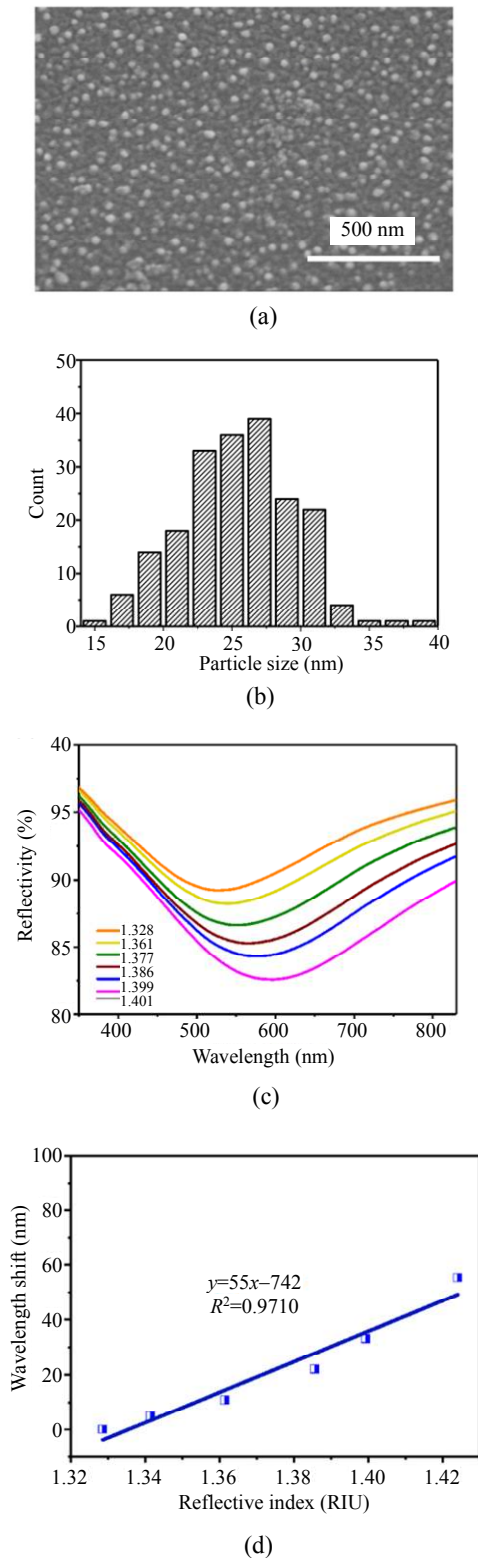 500 nm
(a)
50
40
30
20
10
0
Count
15 20 25 30 35 40
Particle size (nm)
(b)
40
95
90
85
80
Reflectivity (%)
1.328
1.361
1.377
1.386
1.399
1.401
400 500 600 700 800
Wavelength (nm)
(c)
100
80
60
40
20
0
Wavelength shift (nm)
y=55x–742
R²=0.9710
1.32 1.34 1.36 1.38 1.40 1.42
Reflective index (RIU)
(d)